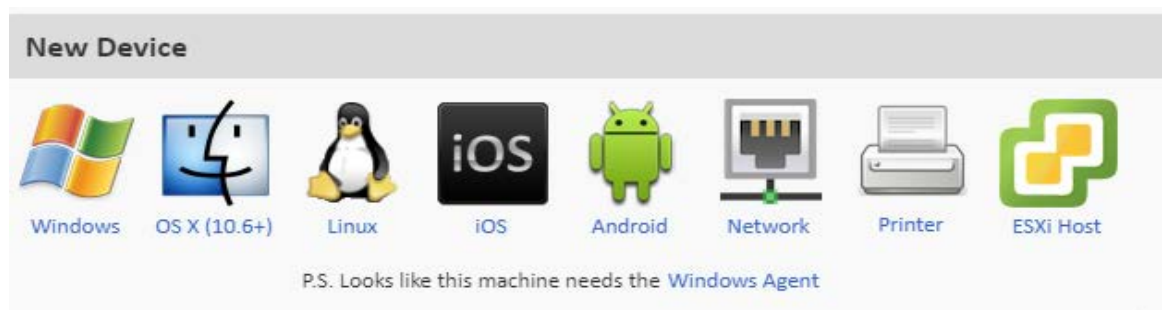 New Device
iOS
Windows OS X (10.6+) Linux iOS Android Network Printer ESXi Host
P.S. Looks like this machine needs the Windows Agent